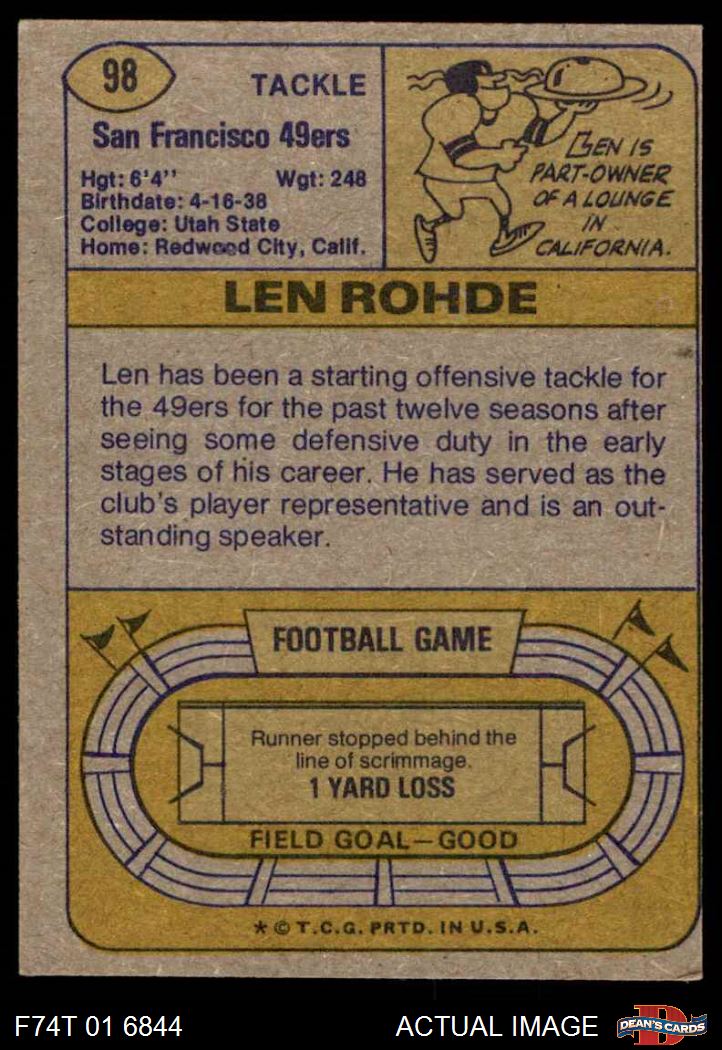 98
TACKLE
San Francisco 49ers
Hgt: 6'4" Wgt: 248
Birthdate: 4-16-38
College: Utah State
Home: Redwood City, Calif.
LEN IS
PART-OWNER
OF A LOUNGE
IN
CALIFORNIA.
LEN ROHDE
Len has been a starting offensive tackle for
the 49ers for the past twelve seasons after
seeing some defensive duty in the early
stages of his career. He has served as the
club's player representative and is an out-
standing speaker.
FOOTBALL GAME
Runner stopped behind the
line of scrimmage.
1 YARD LOSS
FIELD GOAL—GOOD
* © T.C.G. PRTD. IN U.S.A.
F74T 01 6844
ACTUAL IMAGE
D
DEAN'S CARDS